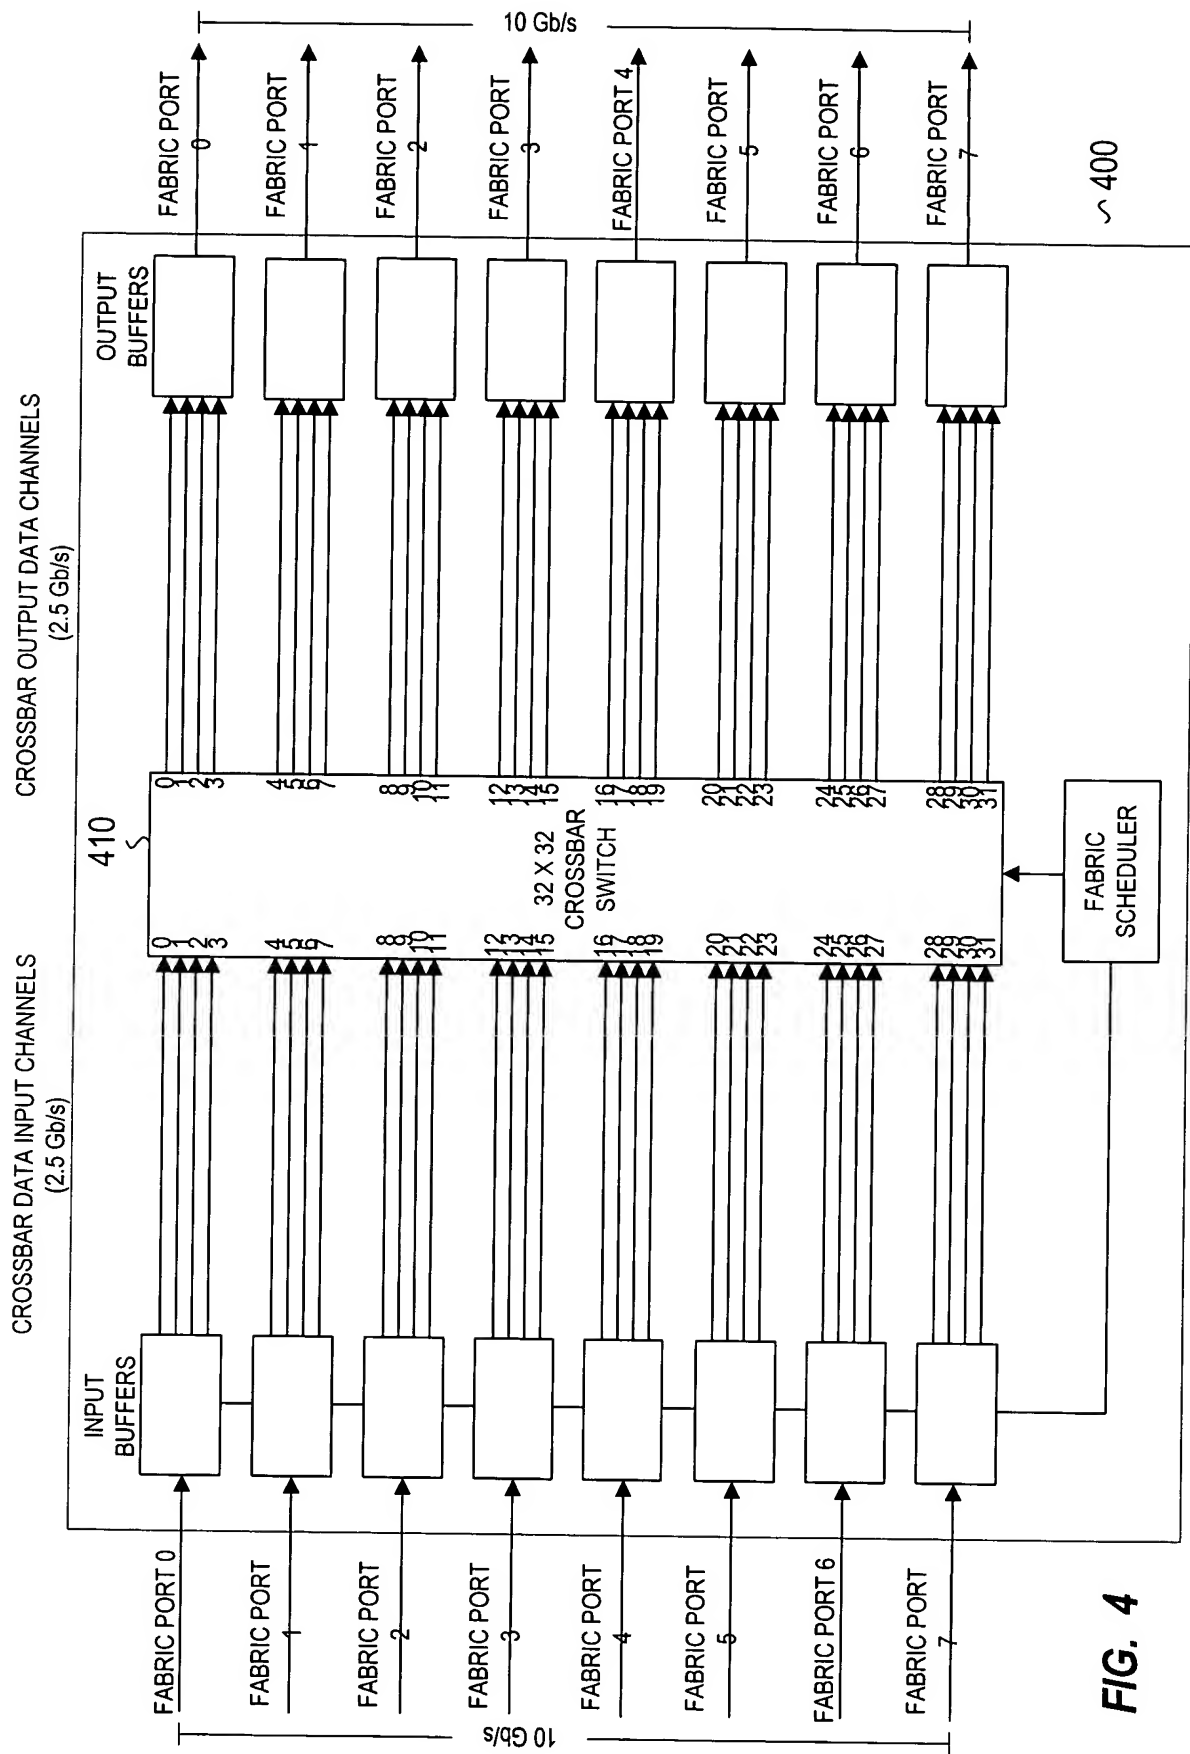 CROSSBAR DATA INPUT CHANNELS
(2.5 Gb/s)
CROSSBAR OUTPUT DATA CHANNELS
(2.5 Gb/s)
INPUT
BUFFERS
410
OUTPUT
BUFFERS
10 Gb/s
FABRIC PORT 0
FABRIC PORT
1
FABRIC PORT
2
FABRIC PORT
3
FABRIC PORT
4
FABRIC PORT
5
FABRIC PORT 6
FABRIC PORT
7
0
1
2
3
4
5
6
7
8
9
10
11
12
13
14
15
16
17
18
19
20
21
22
23
24
25
25
26
27
28
29
30
31
32 X 32
CROSSBAR
SWITCH
0
1
2
3
4
5
6
7
8
9
10
11
12
13
14
15
16
17
18
19
20
21
22
23
24
25
25
26
27
28
29
30
31
FABRIC PORT
0
FABRIC PORT
1
FABRIC PORT
2
FABRIC PORT
3
FABRIC PORT 4
FABRIC PORT
5
FABRIC PORT
6
FABRIC PORT
7
10 Gb/s
FABRIC
SCHEDULER
400
FIG. 4